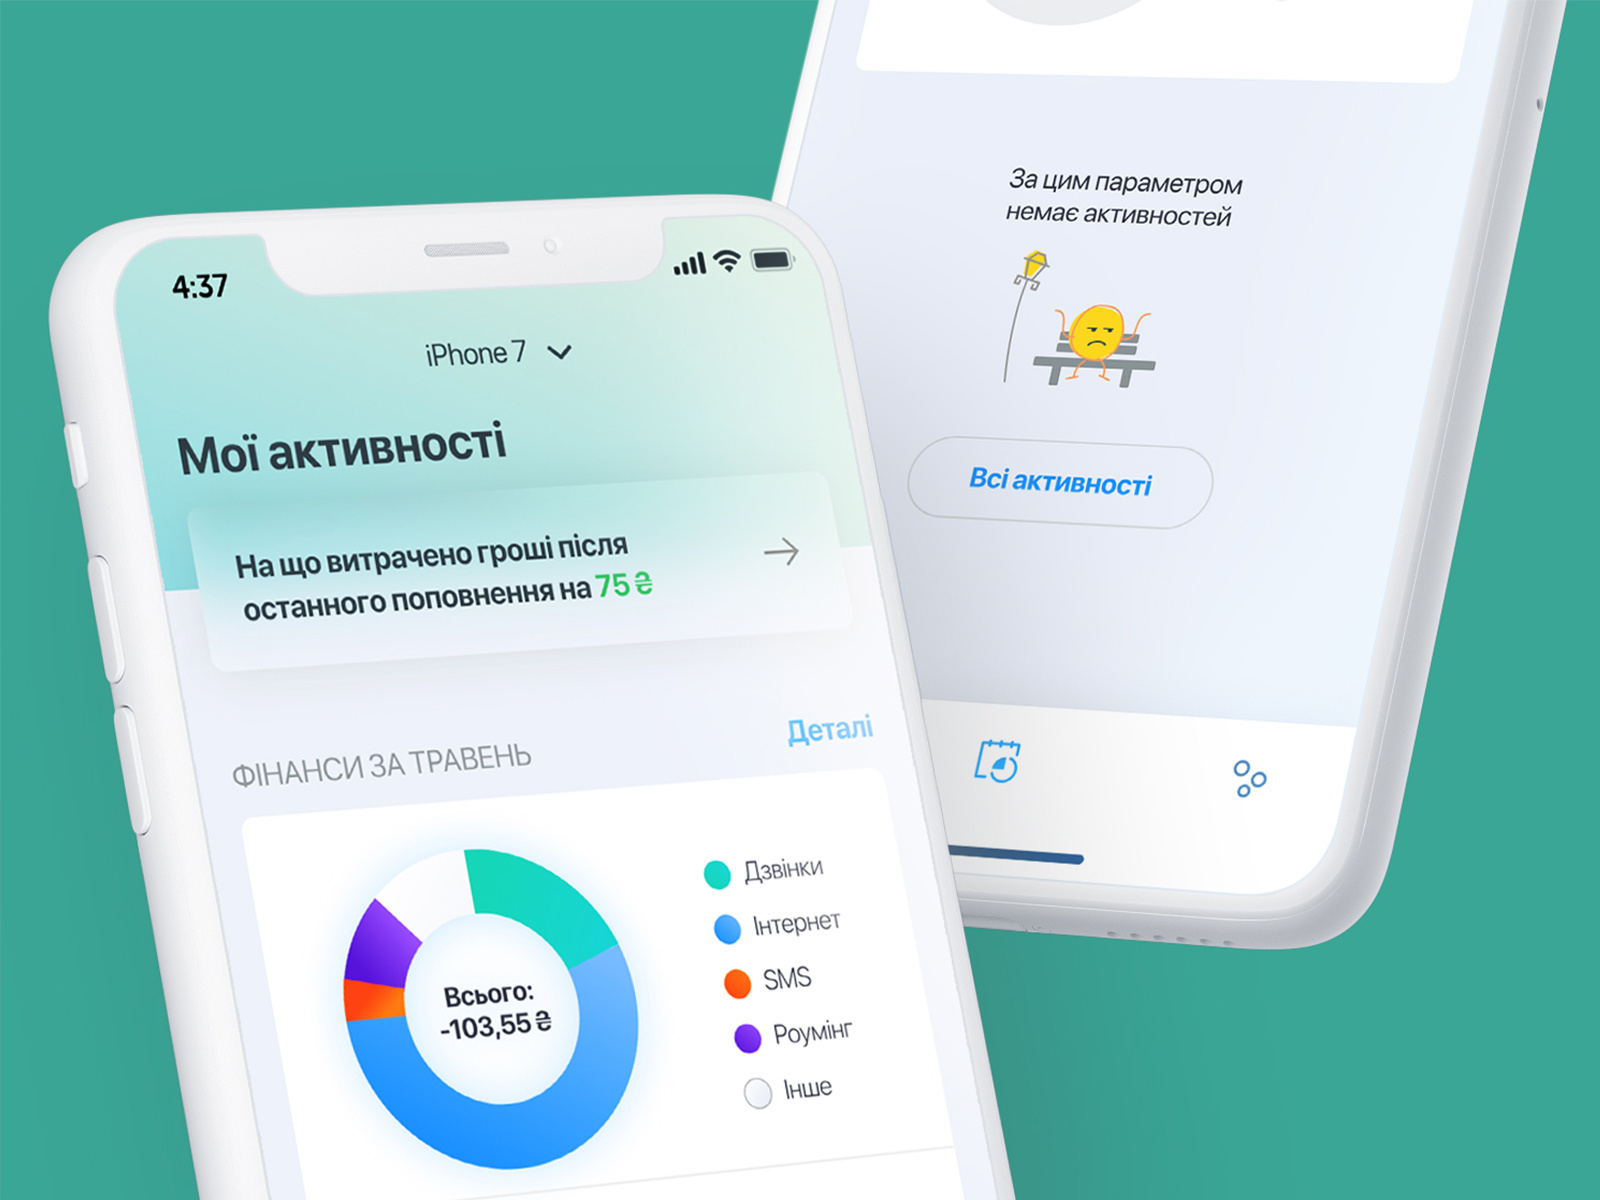 4:37
iPhone 7
Мої активності
На що витрачено гроші після
останного поповнення на 75 ₴
ФІНАНСИ ЗА ТРАВЕНЬ
Деталі
Всього:
-103,55 ₴
Дзвінки
Інтернет
SMS
Роумінг
Інше
За цим параметром
немає активностей
Всі активності